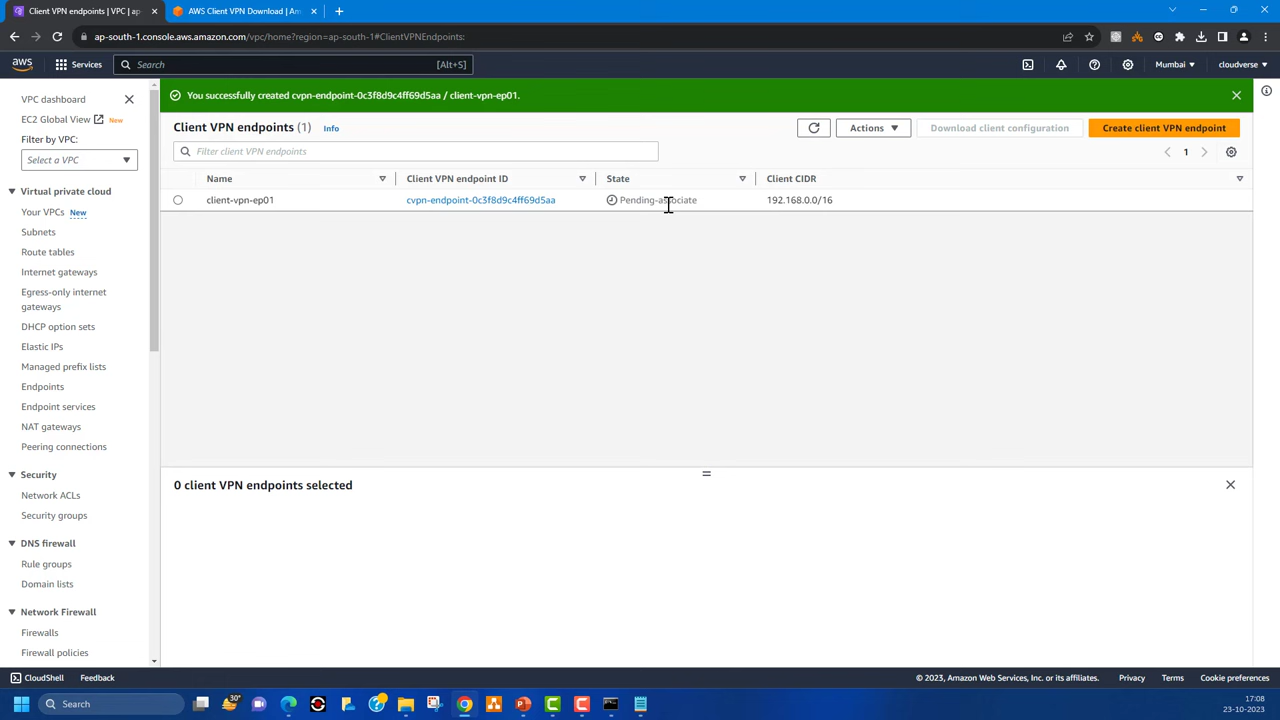 Client VPN endpoints | VPC | ap-
AWS Client VPN Download | Am
ap-south-1.console.aws.amazon.com/vpc/home?region=ap-south-1#ClientVPNEndpoints:
aws
Services
Search
[Alt+S]
Mumbai
cloudverse
VPC dashboard
EC2 Global View
New
Filter by VPC:
Select a VPC
Virtual private cloud
Your VPCs
New
Subnets
Route tables
Internet gateways
Egress-only internet
gateways
DHCP option sets
Elastic IPs
Managed prefix lists
Endpoints
Endpoint services
NAT gateways
Peering connections
Security
Network ACLs
Security groups
DNS firewall
Rule groups
Domain lists
Network Firewall
Firewalls
Firewall policies
You successfully created cvpn-endpoint-0c3f8d9c4ff69d5aa / client-vpn-ep01.
Client VPN endpoints (1)
Info
Actions
Download client configuration
Create client VPN endpoint
Filter client VPN endpoints
1
Name
Client VPN endpoint ID
State
Client CIDR
client-vpn-ep01
cvpn-endpoint-0c3f8d9c4ff69d5aa
Pending-associate
192.168.0.0/16
0 client VPN endpoints selected
CloudShell
Feedback
© 2023, Amazon Web Services, Inc. or its affiliates.
Privacy
Terms
Cookie preferences
Search
30°
17:08
23-10-2023